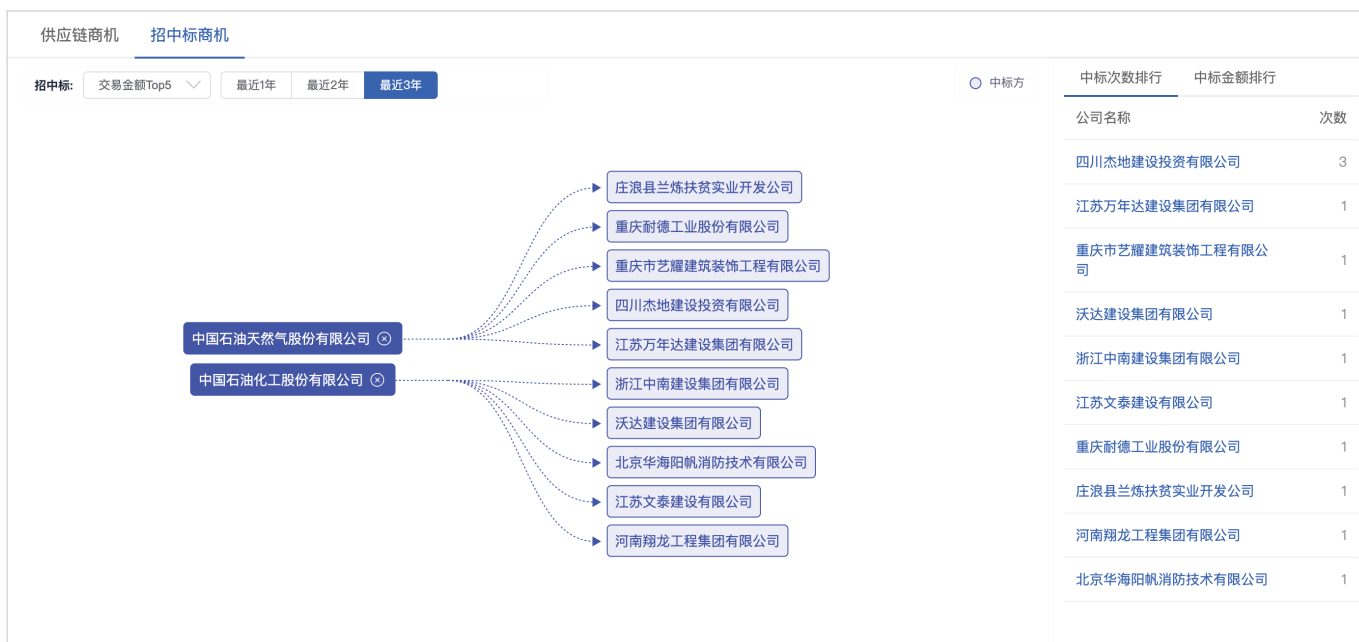 供应链商机
招中标商机
招中标:
交易金额Top5
最近1年
最近2年
最近3年
中标方
中国石油天然气股份有限公司
中国石油化工股份有限公司
庄浪县兰炼扶贫实业开发公司
重庆耐德工业股份有限公司
重庆市艺耀建筑装饰工程有限公司
四川杰地建设投资有限公司
江苏万年达建设集团有限公司
浙江中南建设集团有限公司
沃达建设集团有限公司
北京华海阳帆消防技术有限公司
江苏文泰建设有限公司
河南翔龙工程集团有限公司
中标次数排行
中标金额排行
公司名称 次数
四川杰地建设投资有限公司 3
江苏万年达建设集团有限公司 1
重庆市艺耀建筑装饰工程有限公
司 1
沃达建设集团有限公司 1
浙江中南建设集团有限公司 1
江苏文泰建设有限公司 1
重庆耐德工业股份有限公司 1
庄浪县兰炼扶贫实业开发公司 1
河南翔龙工程集团有限公司 1
北京华海阳帆消防技术有限公司 1